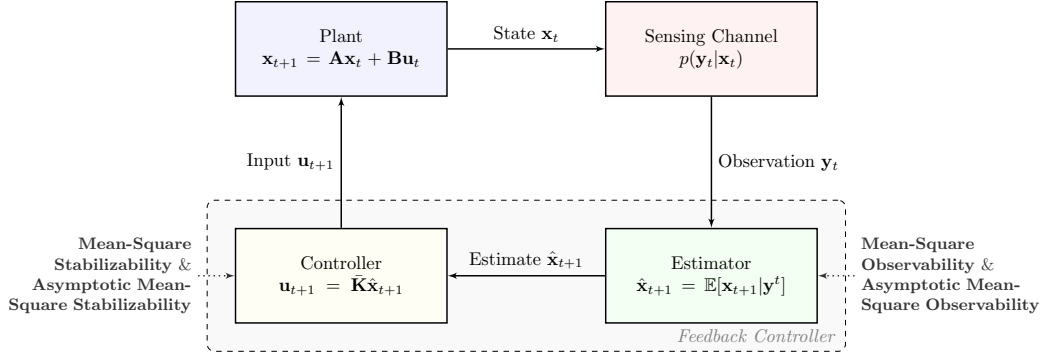 Plant
x_{t+1} = Ax_t + Bu_t
State x_t
Sensing Channel
p(y_t|x_t)
Input u_{t+1}
Observation y_t
Mean-Square
Stabilizability &
Asymptotic Mean-
Square Stabilizability
Controller
u_{t+1} = K̄x̂_{t+1}
Estimate x̂_{t+1}
Estimator
x̂_{t+1} = 𝔼[x_{t+1}|y^t]
Mean-Square
Observability &
Asymptotic Mean-
Square Observability
Feedback Controller